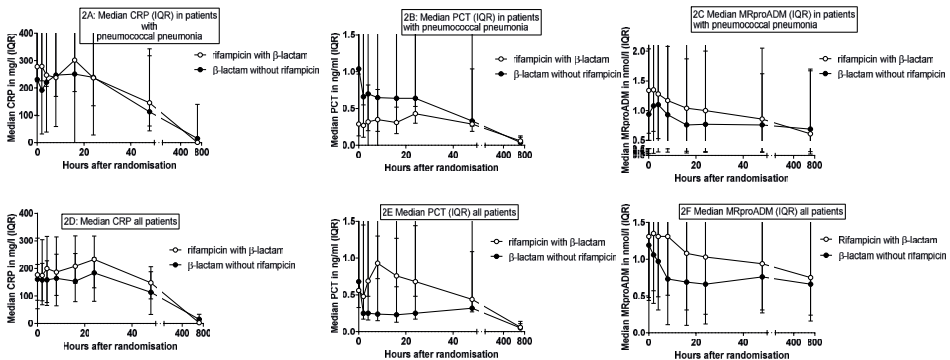 2A: Median CRP (IQR) in patients
with
pneumococcal pneumonia
400
300
200
100
0
Median CRP in mg/l (IQR)
rifampicin with β-lactam
β-lactam without rifampicin
0
20
40
400
800
Hours after randomisation
2B: Median PCT (IQR) in patients
with pneumococcal pneumonia
1.5
1.0
0.5
0.0
Median PCT in ng/ml (IQR)
rifampicin with β-lactam
β-lactam without rifampicin
0
20
40
400
800
Hours after randomisation
2C Median MRproADM (IQR) in patients
with pneumococcal pneumonia
2.0
1.5
1.0
0.5
Median MRproADM in nmol/l (IQR)
rifampicin with β-lactam
β-lactam without rifampicin
0
20
40
400
800
Hours after randomisation
2D: Median CRP all patients
400
300
200
100
0
Median CRP in mg/l (IQR)
rifampicin with β-lactam
β-lactam without rifampicin
0
20
40
400
800
Hours after randomisation
2E Median PCT (IQR) all patients
1.5
1.0
0.5
0.0
Median PCT in ng/ml (IQR)
rifampicin with β-lactam
β-lactam without rifampicin
0
20
40
400
800
Hours after randomisation
2F Median MRproADM (IQR) all patients
1.5
1.0
0.5
0.0
Median MRproADM in nmol/l (IQR)
Rifampicin with β-lactam
β-lactam without rifampicin
0
20
40
400
800
Hours after randomisation